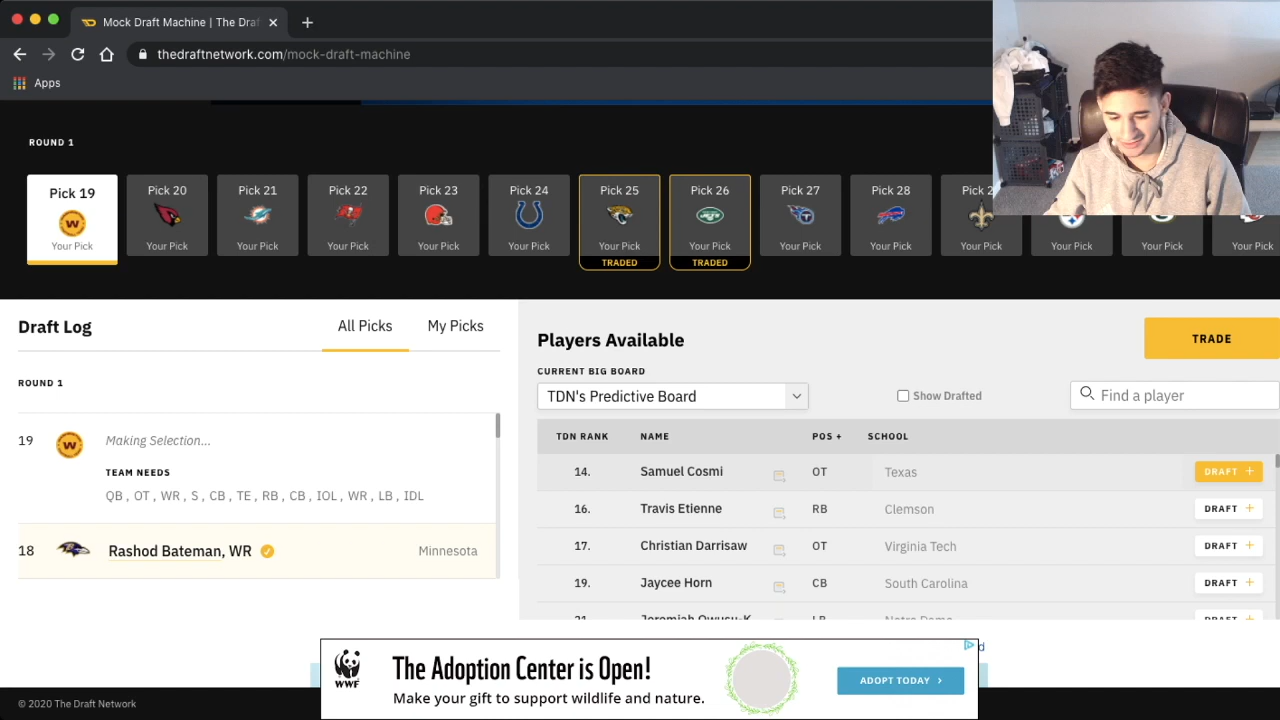 Mock Draft Machine | The Draf
thedraftnetwork.com/mock-draft-machine
Apps
ROUND 1
Pick 19 Pick 20 Pick 21 Pick 22 Pick 23 Pick 24 Pick 25 Pick 26 Pick 27 Pick 28
W
Your Pick Your Pick Your Pick Your Pick Your Pick Your Pick Your Pick Your Pick Your Pick Your Pick Your Pick Your Pick Your Pick Your Pick
TRADED TRADED
Draft Log All Picks My Picks
ROUND 1
19 W Making Selection...
TEAM NEEDS
QB , OT , WR , S , CB , TE , RB , CB , IOL , WR , LB , IDL
18 Rashod Bateman, WR Minnesota
Players Available TRADE
CURRENT BIG BOARD
TDN's Predictive Board Show Drafted Find a player
TDN RANK NAME POS + SCHOOL
14. Samuel Cosmi OT Texas DRAFT +
16. Travis Etienne RB Clemson DRAFT +
17. Christian Darrisaw OT Virginia Tech DRAFT +
19. Jaycee Horn CB South Carolina DRAFT +
WWF
The Adoption Center is Open!
Make your gift to support wildlife and nature.
ADOPT TODAY >
© 2020 The Draft Network